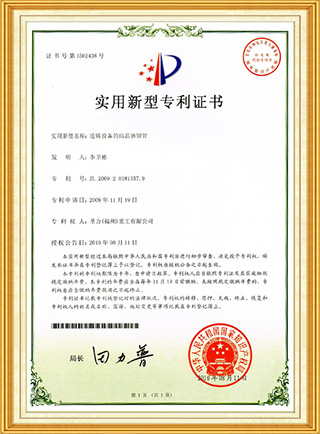 证书号第1502438号
实用新型专利证书
实用新型名称：连铸设备的结晶器铜管
发明人：李卫彬
专利号：ZL 2009 2 0181357.9
专利申请日：2009年11月19日
专利权人：圣力(福州)重工有限公司
授权公告日：2010年08月11日
本实用新型经过本局依照中华人民共和国专利法进行初步审查，决定授予专利权，颁
发本证书并在专利登记簿上予以登记。专利权自授权公告之日起生效。
本专利的专利权期限为十年，自申请日起算。专利权人应当依照专利法及其实施细则
规定缴纳年费。本专利的年费应当在每年11月19日前缴纳。未按照规定缴纳年费的，专利
权自应当缴纳年费期满之日起终止。
专利证书记载专利权登记时的法律状况。专利权的转移、质押、无效、终止、恢复和
专利权人的姓名或名称、国籍、地址变更等事项记载在专利登记簿上。
局长 田力普
中华人民共和国国家知识产权局
2010年08月11日
第1页(共1页)